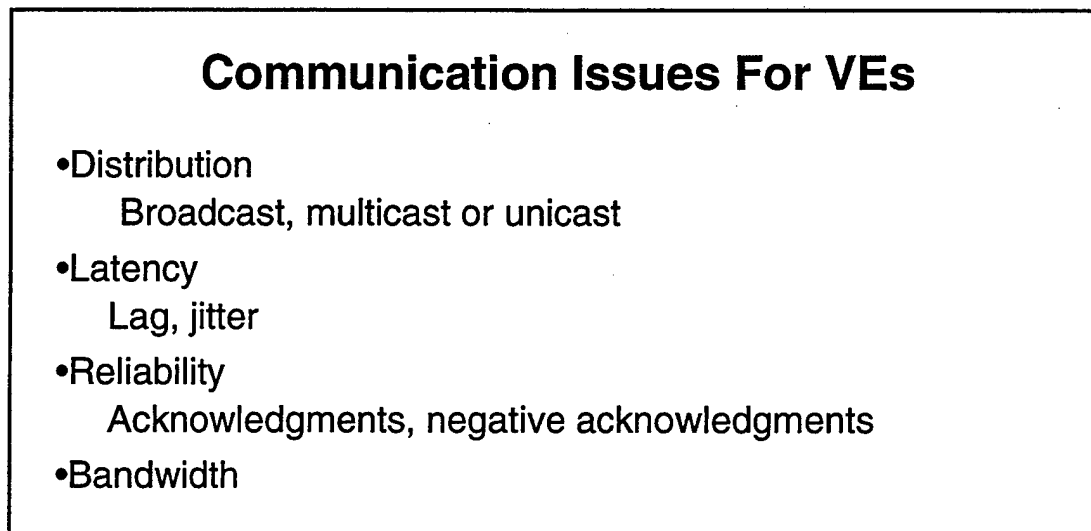 Communication Issues For VEs
•Distribution
Broadcast, multicast or unicast
•Latency
Lag, jitter
•Reliability
Acknowledgments, negative acknowledgments
•Bandwidth